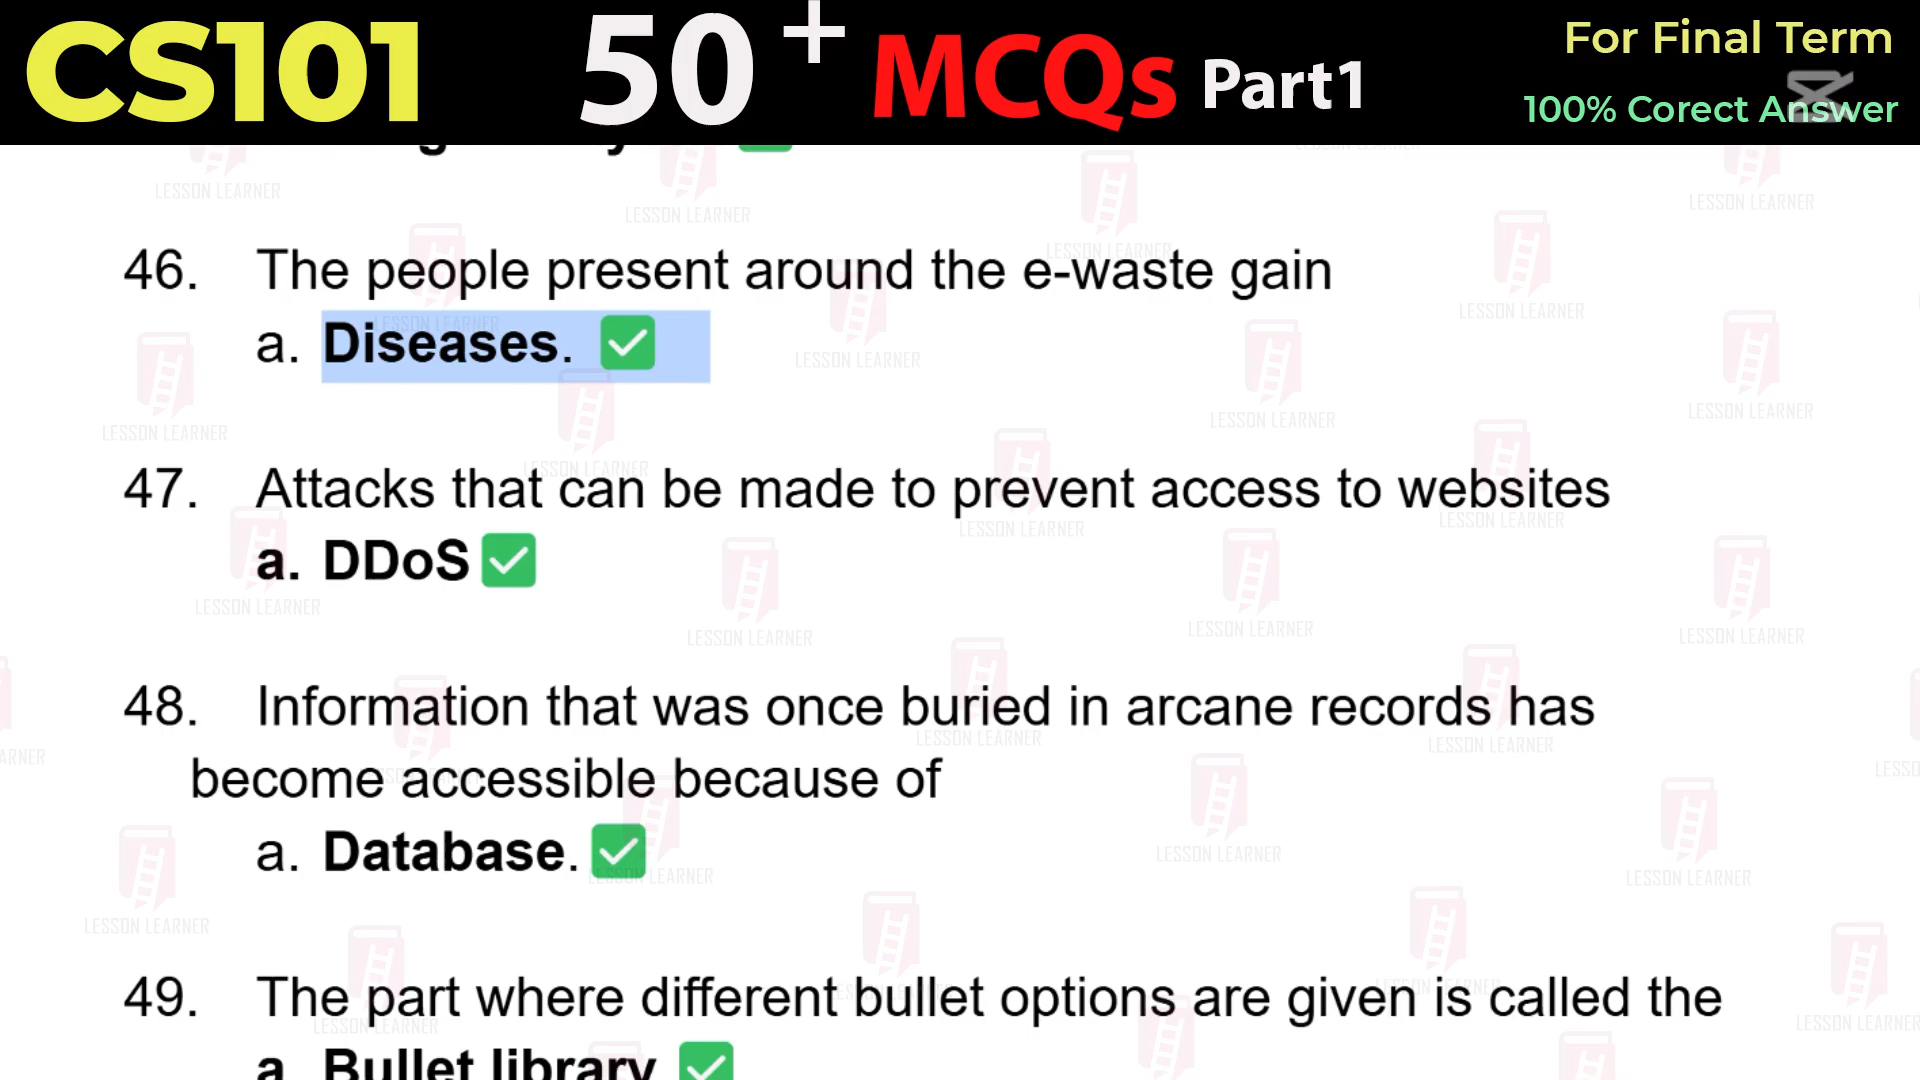 CS101 50+ MCQs Part1 For Final Term
100% Corect Answer
46. The people present around the e-waste gain
a. Diseases.
47. Attacks that can be made to prevent access to websites
a. DDoS
48. Information that was once buried in arcane records has
become accessible because of
a. Database.
49. The part where different bullet options are given is called the
a. Bullet library
LESSON LEARNER